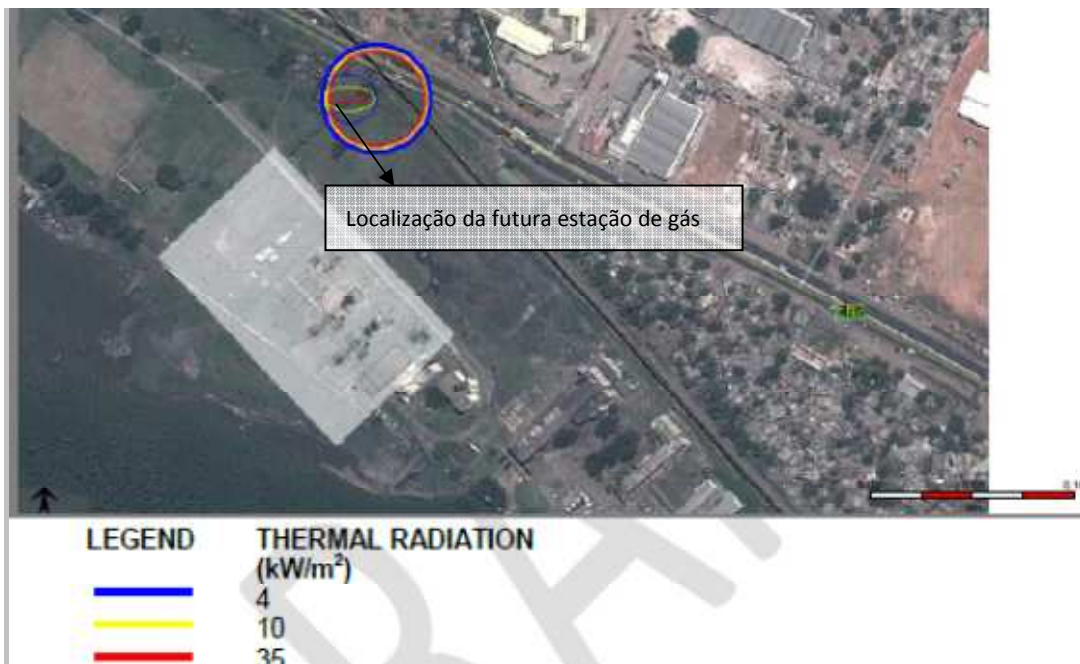 Localização da futura estação de gás
LEGEND THERMAL RADIATION
(kW/m²)
4
10
35